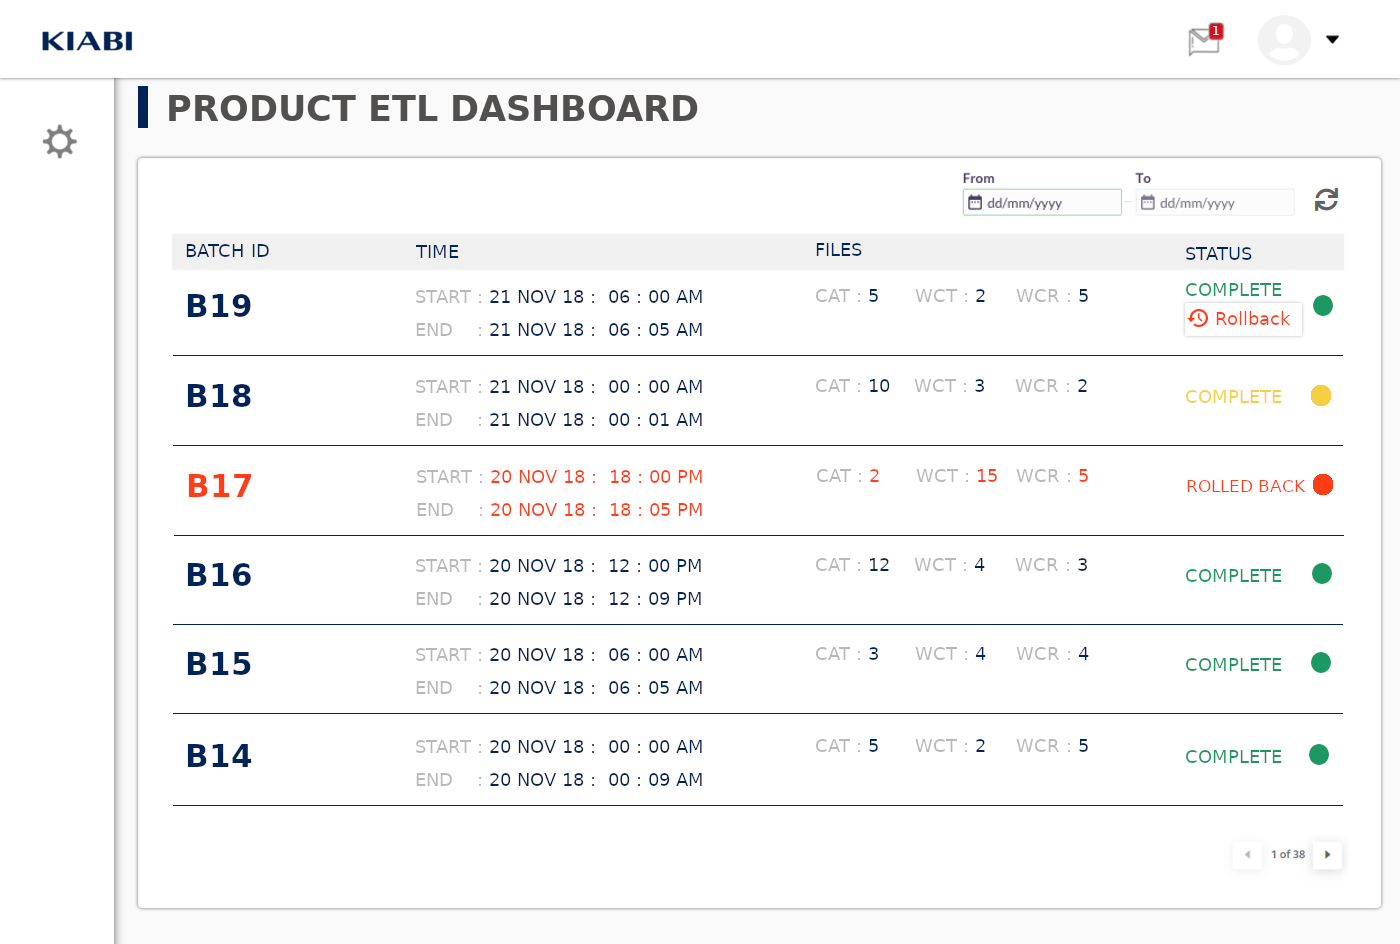 KIABI
1
PRODUCT ETL DASHBOARD
From To
dd/mm/yyyy dd/mm/yyyy
BATCH ID TIME FILES STATUS
B19 START : 21 NOV 18 : 06 : 00 AM CAT : 5 WCT : 2 WCR : 5 COMPLETE
END : 21 NOV 18 : 06 : 05 AM Rollback
B18 START : 21 NOV 18 : 00 : 00 AM CAT : 10 WCT : 3 WCR : 2 COMPLETE
END : 21 NOV 18 : 00 : 01 AM
B17 START : 20 NOV 18 : 18 : 00 PM CAT : 2 WCT : 15 WCR : 5 ROLLED BACK
END : 20 NOV 18 : 18 : 05 PM
B16 START : 20 NOV 18 : 12 : 00 PM CAT : 12 WCT : 4 WCR : 3 COMPLETE
END : 20 NOV 18 : 12 : 09 PM
B15 START : 20 NOV 18 : 06 : 00 AM CAT : 3 WCT : 4 WCR : 4 COMPLETE
END : 20 NOV 18 : 06 : 05 AM
B14 START : 20 NOV 18 : 00 : 00 AM CAT : 5 WCT : 2 WCR : 5 COMPLETE
END : 20 NOV 18 : 00 : 09 AM
1 of 38